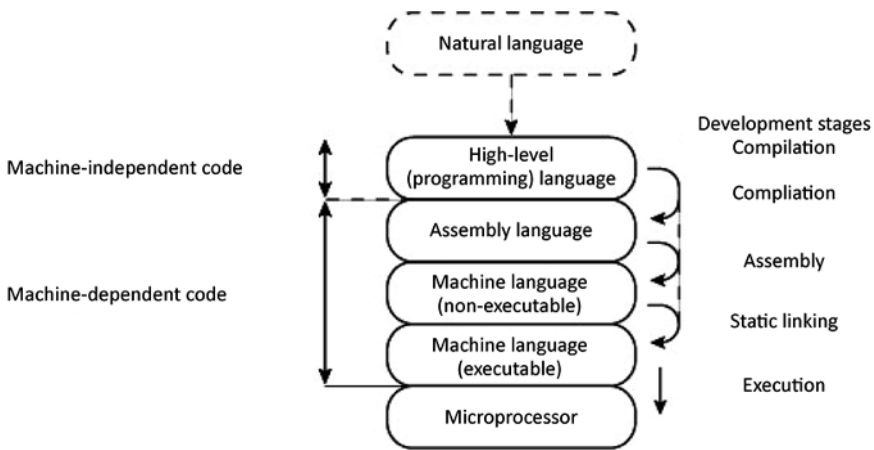 Natural language
Development stages
Compilation
High-level
(programming) language
Machine-independent code
Compliation
Assembly language
Assembly
Machine language
(non-executable)
Machine-dependent code
Static linking
Machine language
(executable)
Execution
Microprocessor